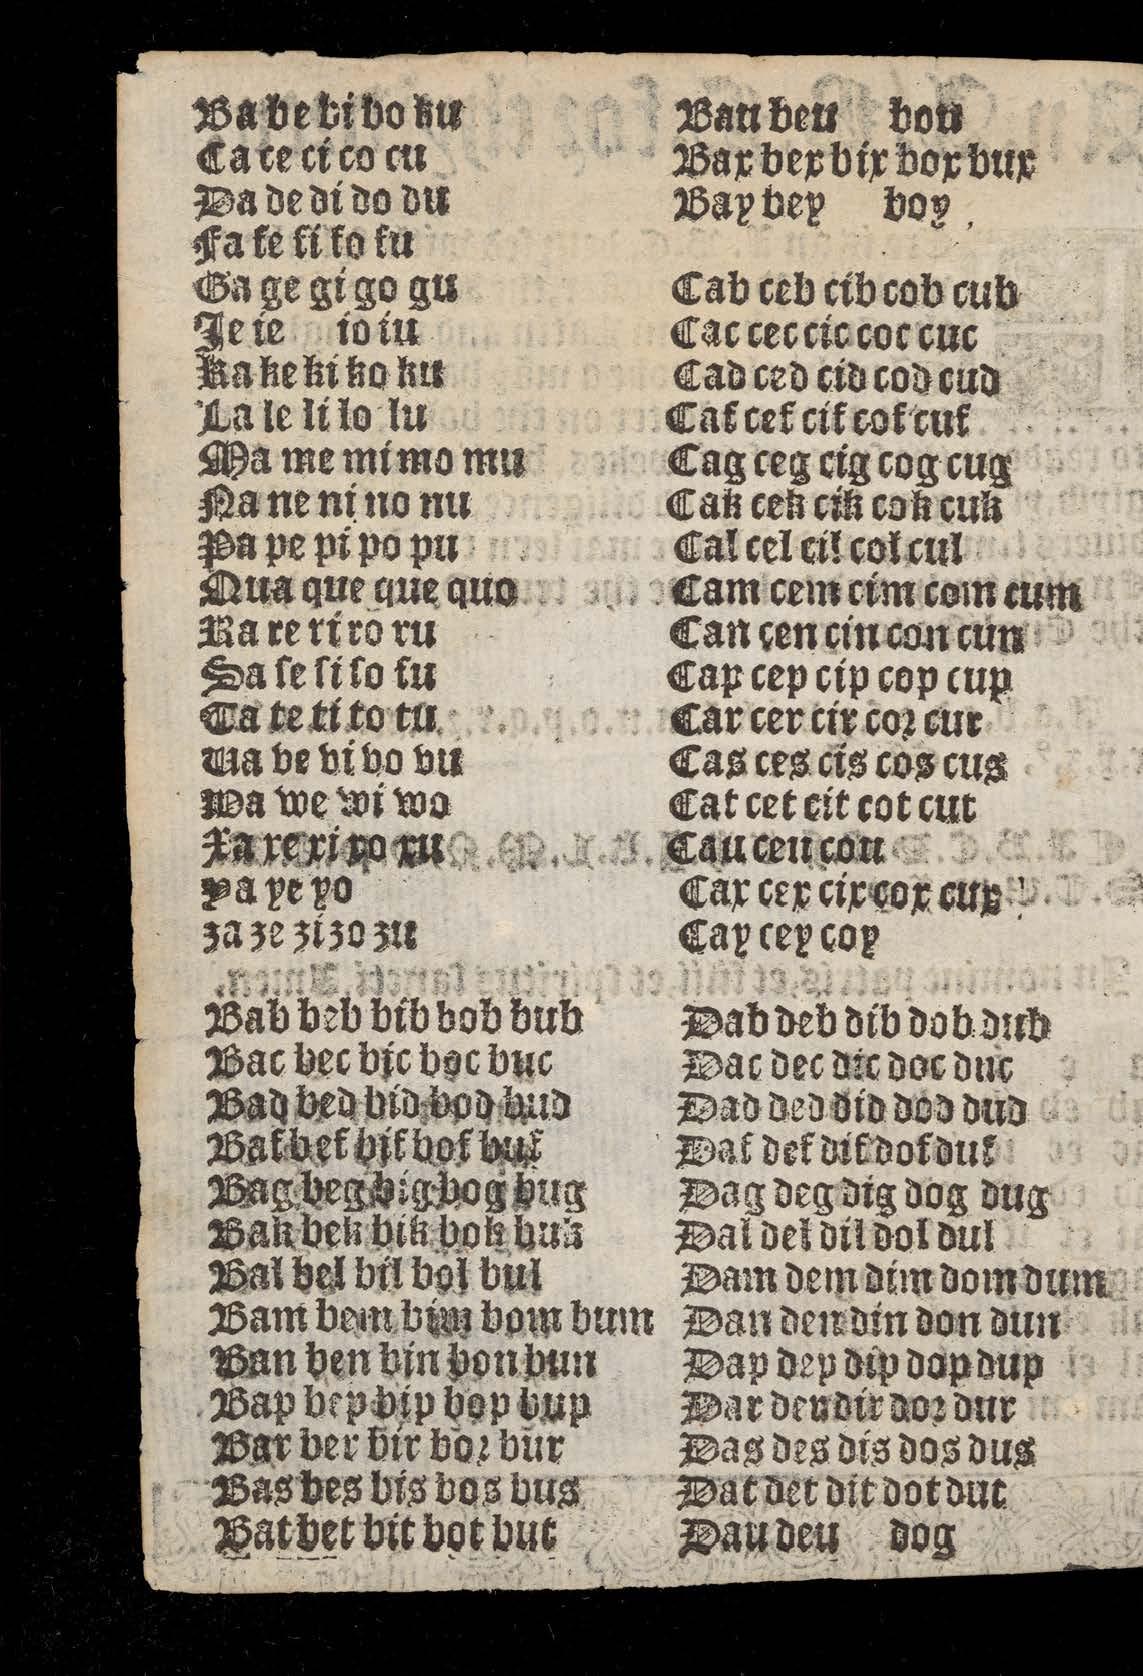 Ba be bi bo bu
Ca ce ci co cu
Da de di do du
Fa fe fi fo fu
Ga ge gi go gu
Je ie io iu
Ka ke ki ko ku
La le li lo lu
Ma me mi mo mu
Na ne ni no nu
Pa pe pi po pu
Qua que que quo
Ra re ri ro ru
Sa ſe ſi ſo ſu
Ta te ti to tu
Ua ve vi vo vu
Wa we wi wo
Xa xe xi xo xu
Ya ye yo
za ze zi zo zu
Bab beb bib bob bub
Bac bec bic boc buc
Bad bed bid bod bud
Baf bef bif bof buf
Bag beg big bog bug
Bak bek bik bok buk
Bal bel bil bol bul
Bam bem bim bom bum
Ban ben bin bon bun
Bap bep bip bop bup
Bar ber bir boꝛ bur
Bas bes bis bos bus
Bat bet bit bot but
Bau beu bou
Bax bex bix box bux
Bay bey boy
Cab ceb cib cob cub
Cac cec cic coc cuc
Cad ced cid cod cud
Caf cef cif cof cuf
Cag ceg cig cog cug
Cak cek cik cok cuk
Cal cel cil col cul
Cam cem cim com cum
Can cen cin con cun
Cap cep cip cop cup
Car cer cir coꝛ cur
Cas ces cis cos cus
Cat cet cit cot cut
Cau ceu cou
Cax cex cix cox cux
Cay cey coy
Dab deb dib dob dub
Dac dec dic doc duc
Dad ded did dod dud
Daf def dif dof duf
Dag deg dig dog dug
Dal del dil dol dul
Dam dem dim dom dum
Dan den din don dun
Dap dep dip dop dup
Dar der dir doꝛ dur
Das des dis dos dus
Dat det dit dot dut
Dau deu dog